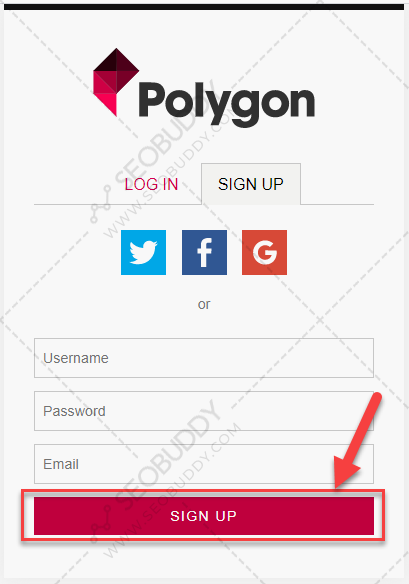 Polygon
LOG IN SIGN UP
SEOBUDDY
WWW.SEOBUDDY.COM
or
Username
Password
Email
SIGN UP
SEOBUDDY
WWW.SEOBUDDY.COM